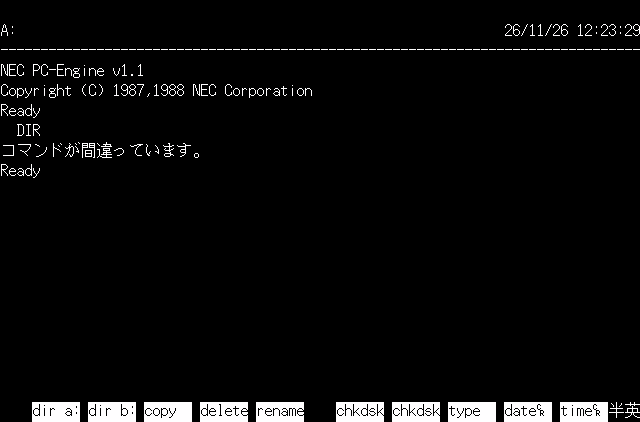 A: 26/11/26 12:23:29
NEC PC-Engine v1.1
Copyright (C) 1987,1988 NEC Corporation
Ready
DIR
コマンドが間違っています。
Ready
dir a: dir b: copy delete rename chkdsk chkdsk type date␍ time␍ 半英